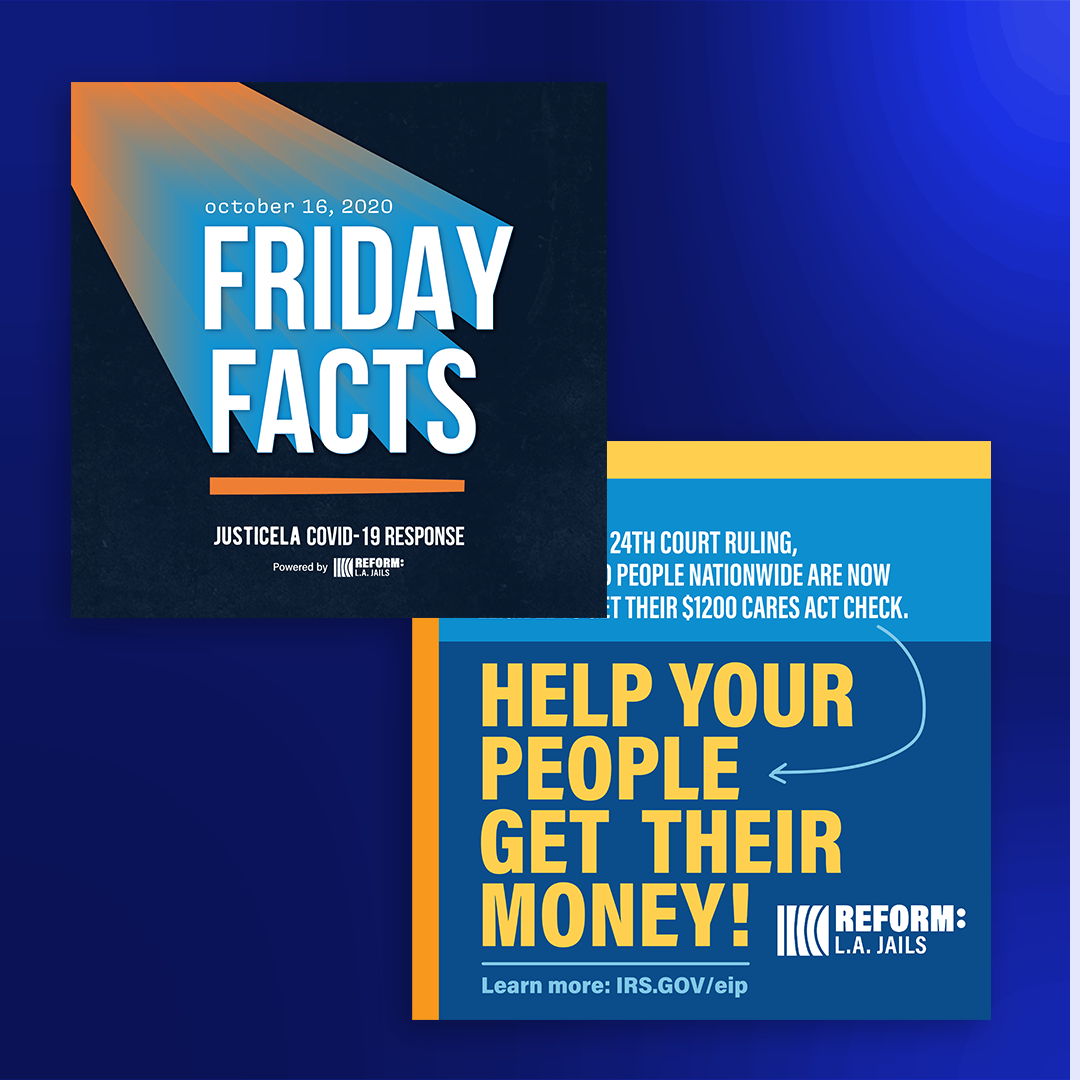 october 16, 2020
FRIDAY
FACTS
JUSTICELA COVID-19 RESPONSE
Powered by REFORM:
L.A. JAILS
24TH COURT RULING,
PEOPLE NATIONWIDE ARE NOW
THEIR $1200 CARES ACT CHECK.
HELP YOUR
PEOPLE
GET THEIR
MONEY!
REFORM:
L.A. JAILS
Learn more: IRS.GOV/eip